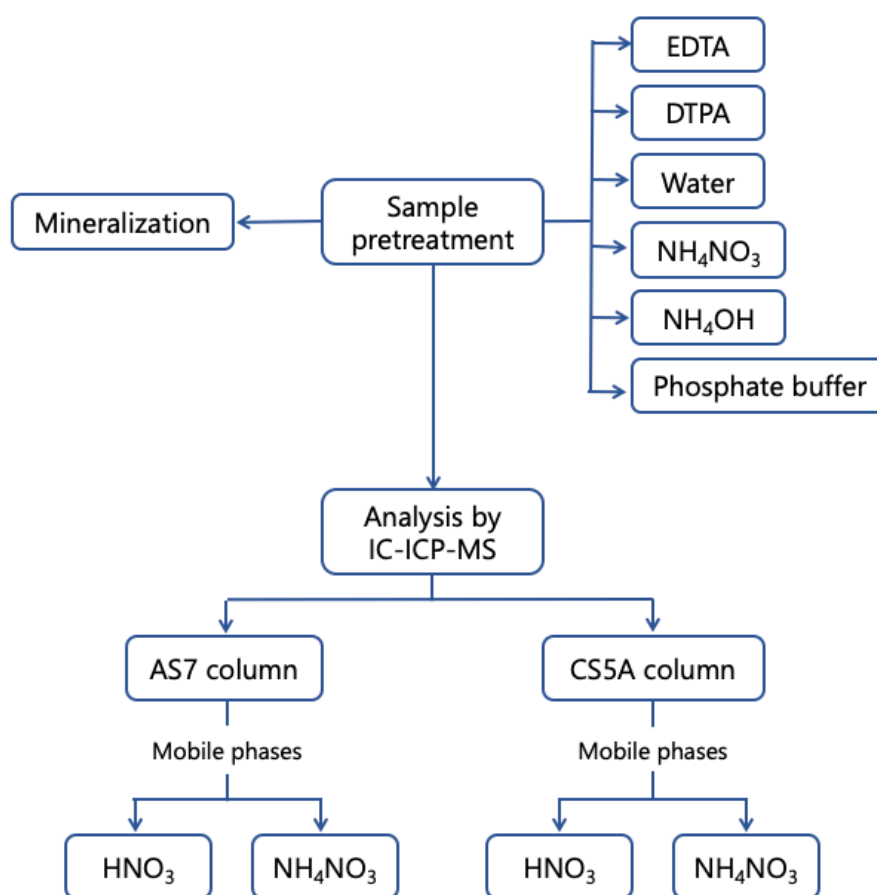 EDTA
DTPA
Water
Mineralization
Sample
pretreatment
NH₄NO₃
NH₄OH
Phosphate buffer
Analysis by
IC-ICP-MS
AS7 column
CS5A column
Mobile phases
Mobile phases
HNO₃
NH₄NO₃
HNO₃
NH₄NO₃